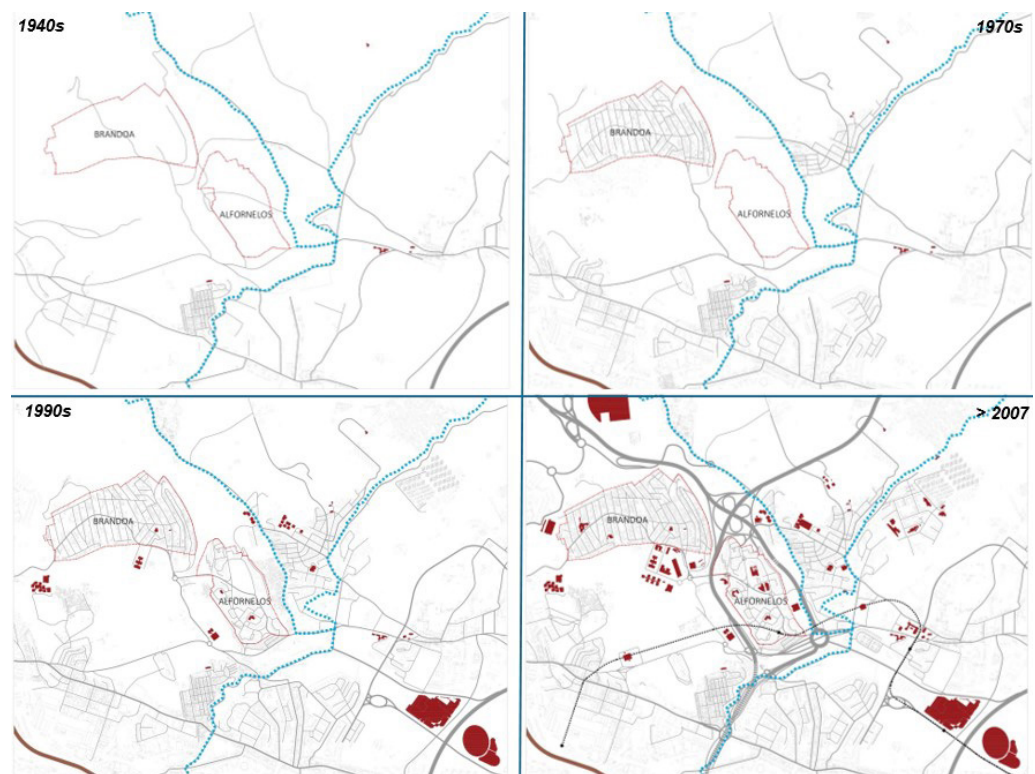 1940s
BRANDOA
ALFORNELOS
1970s
BRANDOA
ALFORNELOS
1990s
BRANDOA
ALFORNELOS
> 2007
BRANDOA
ALFORNELOS